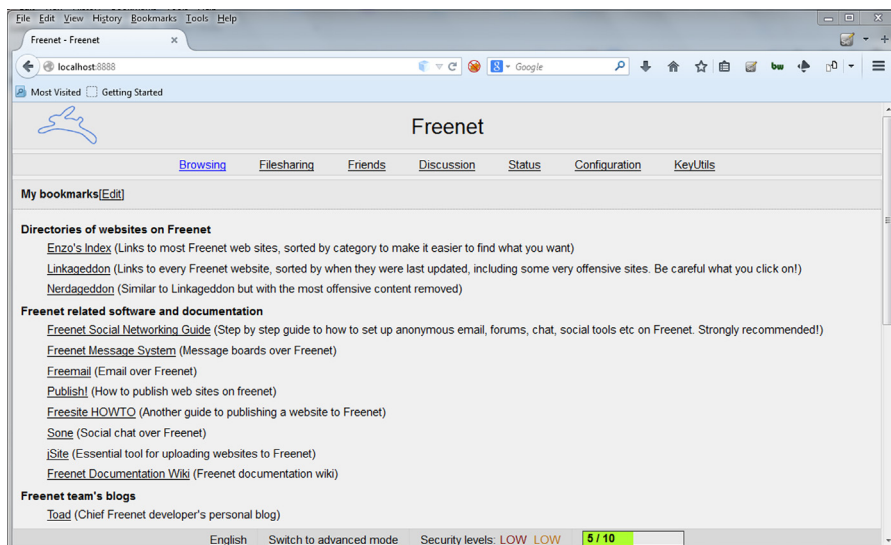 File Edit View History Bookmarks Tools Help
Freenet - Freenet
localhost:8888
Google
bw
Most Visited Getting Started
Freenet
Browsing Filesharing Friends Discussion Status Configuration KeyUtils
My bookmarks[Edit]
Directories of websites on Freenet
Enzo's Index (Links to most Freenet web sites, sorted by category to make it easier to find what you want)
Linkageddon (Links to every Freenet website, sorted by when they were last updated, including some very offensive sites. Be careful what you click on!)
Nerdageddon (Similar to Linkageddon but with the most offensive content removed)
Freenet related software and documentation
Freenet Social Networking Guide (Step by step guide to how to set up anonymous email, forums, chat, social tools etc on Freenet. Strongly recommended!)
Freenet Message System (Message boards over Freenet)
Freemail (Email over Freenet)
Publish! (How to publish web sites on freenet)
Freesite HOWTO (Another guide to publishing a website to Freenet)
Sone (Social chat over Freenet)
jSite (Essential tool for uploading websites to Freenet)
Freenet Documentation Wiki (Freenet documentation wiki)
Freenet team's blogs
Toad (Chief Freenet developer's personal blog)
English Switch to advanced mode Security levels: LOW LOW 5 / 10